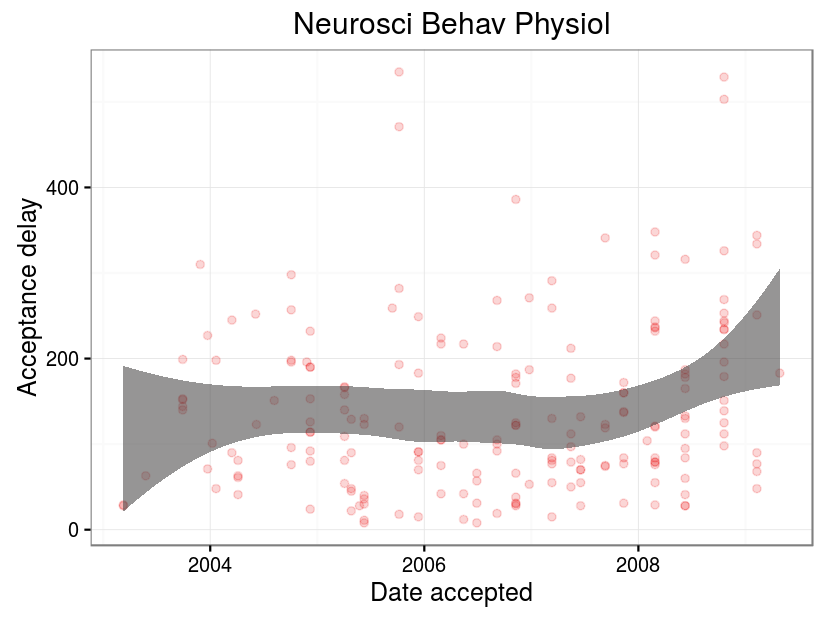 Neurosci Behav Physiol
Acceptance delay
400
200
0
2004 2006 2008
Date accepted